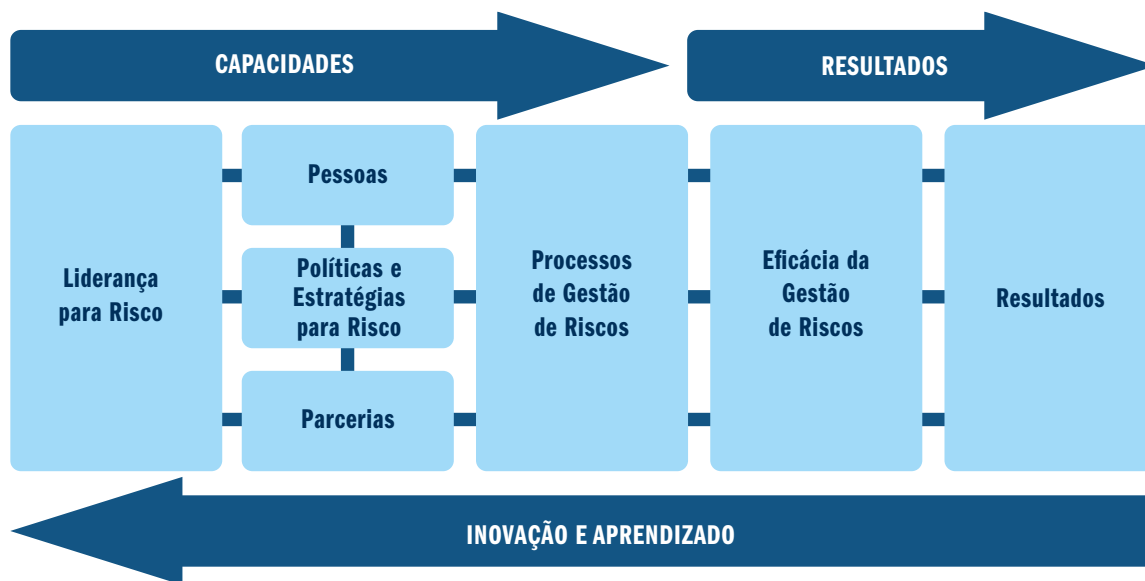 CAPACIDADES
RESULTADOS
Liderança
para Risco
Pessoas
Políticas e
Estratégias
para Risco
Parcerias
Processos
de Gestão
de Riscos
Eficácia da
Gestão
de Riscos
Resultados
INOVAÇÃO E APRENDIZADO